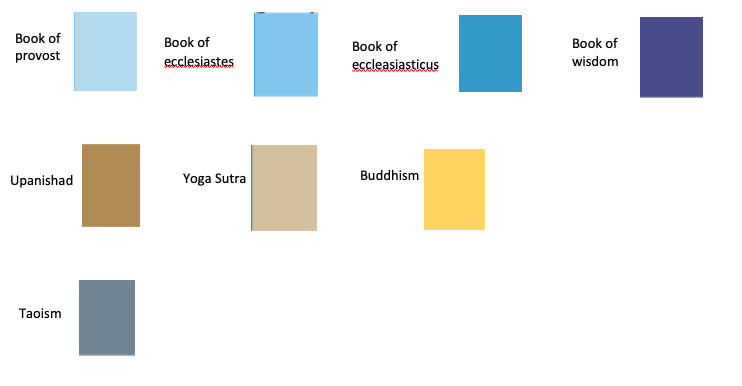 Book of
provost
Book of
ecclesiastes
Book of
eccleasiasticus
Book of
wisdom
Upanishad
Yoga Sutra
Buddhism
Taoism